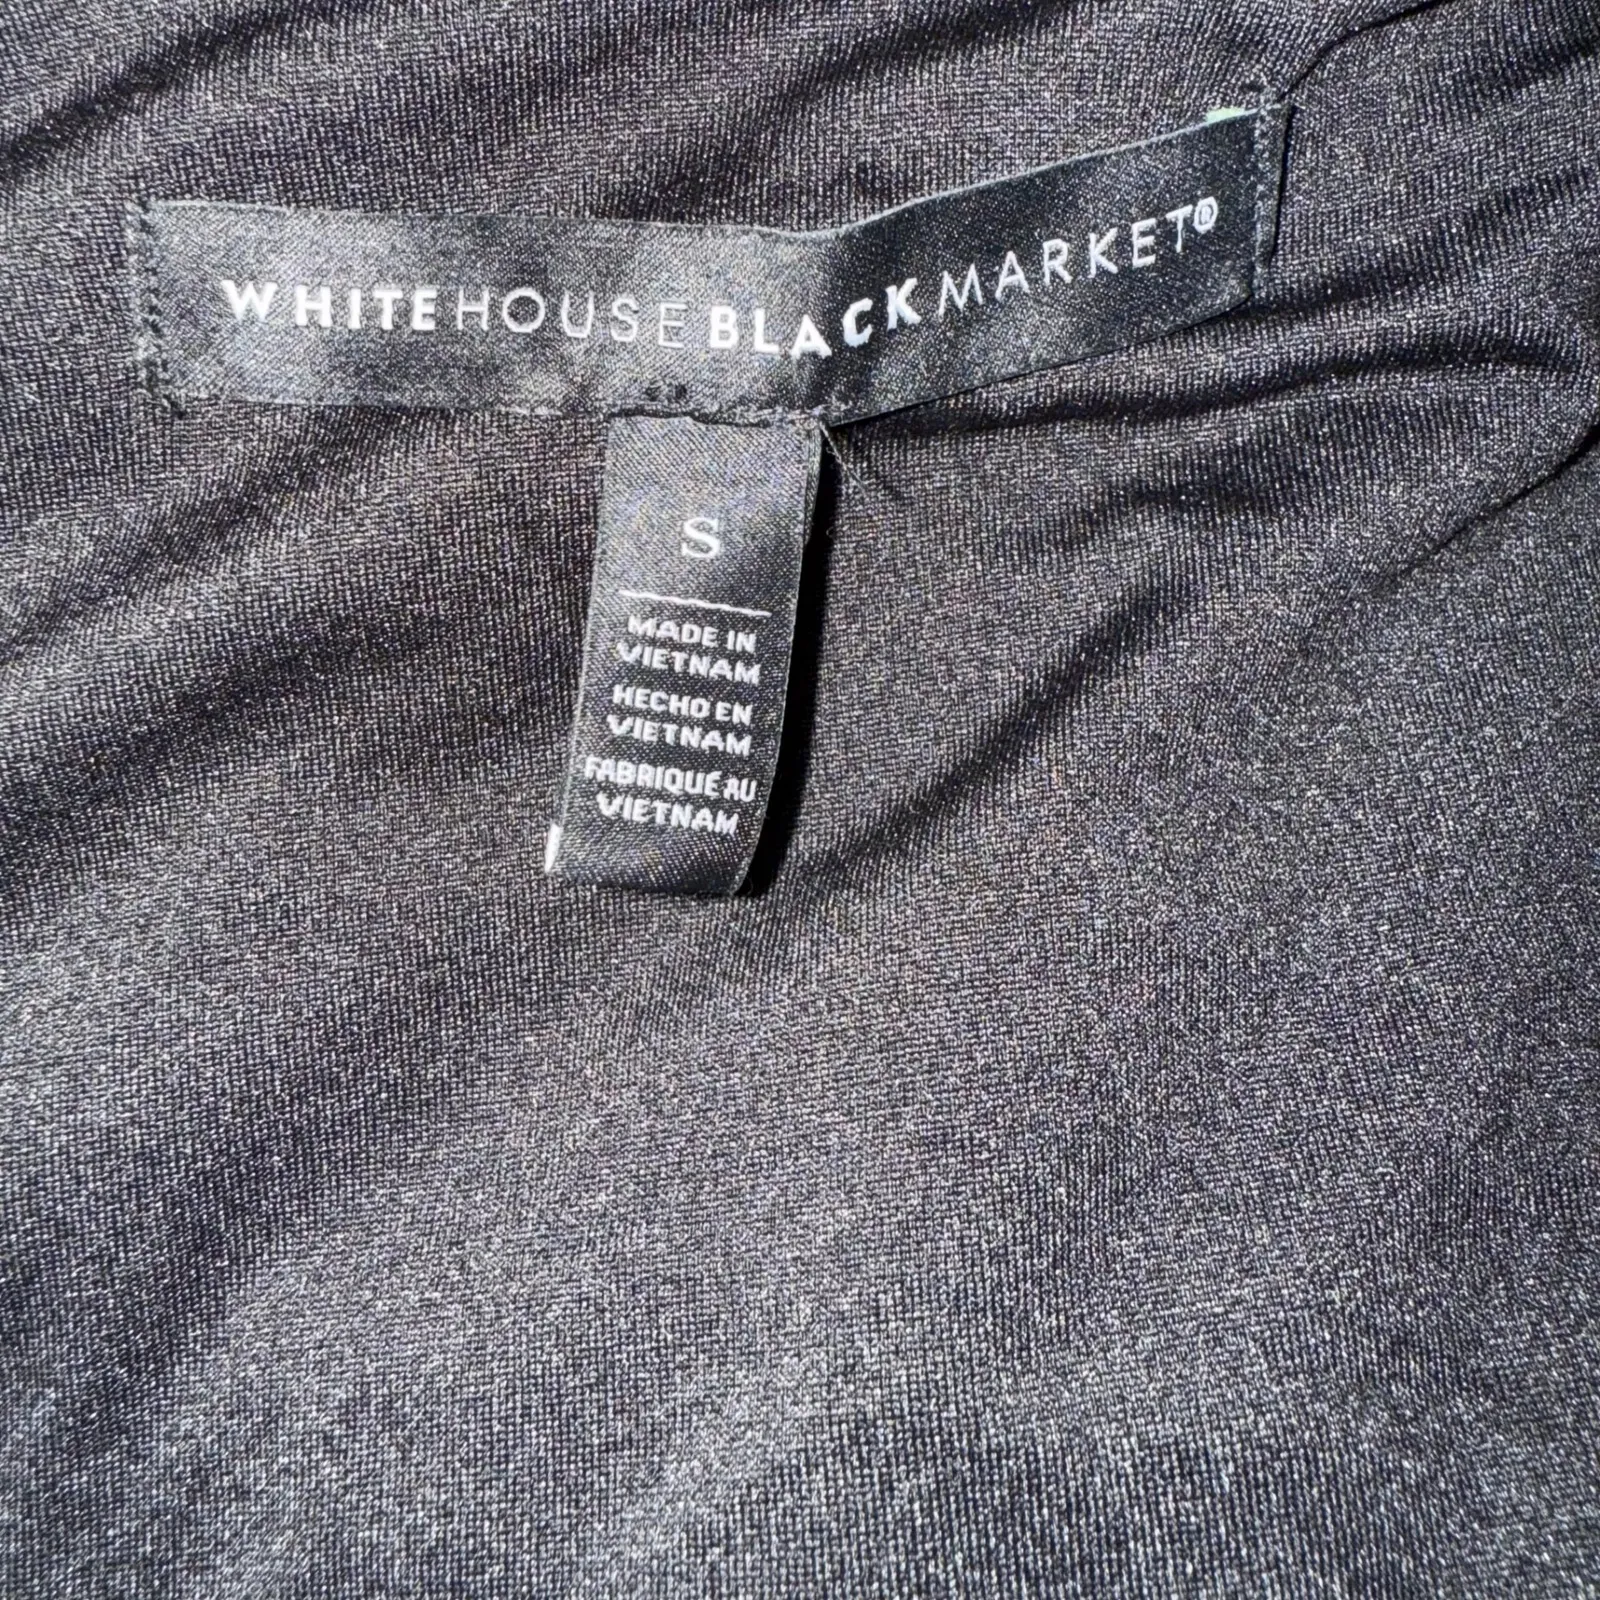 WHITEHOUSEBLACKMARKET®
S
MADE IN
VIETNAM
HECHO EN
VIETNAM
FABRIQUÉ AU
VIETNAM